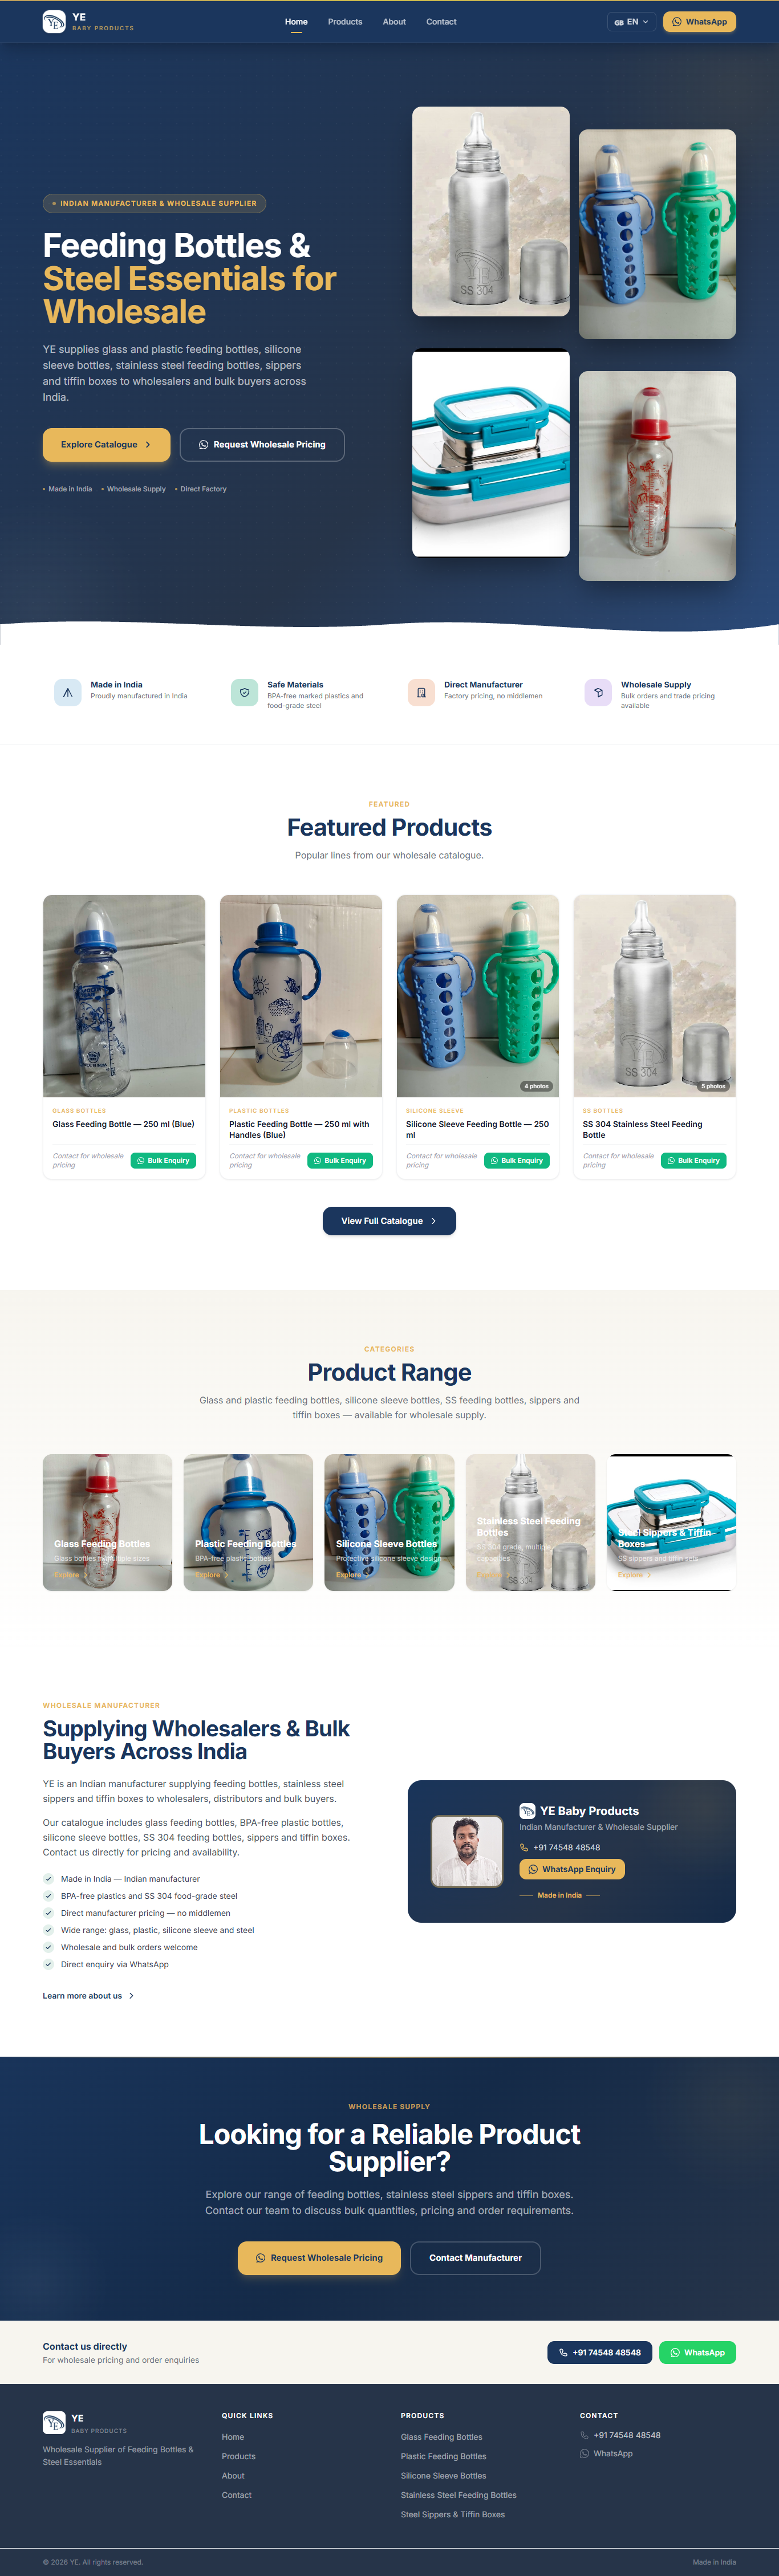 YE
BABY PRODUCTS
Home
Products
About
Contact
GB EN
WhatsApp
INDIAN MANUFACTURER & WHOLESALE SUPPLIER
Feeding Bottles &
Steel Essentials for
Wholesale
YE supplies glass and plastic feeding bottles, silicone
sleeve bottles, stainless steel feeding bottles, sippers
and tiffin boxes to wholesalers and bulk buyers across
India.
Explore Catalogue
Request Wholesale Pricing
• Made in India
• Wholesale Supply
• Direct Factory
YE
SS 304
Made in India
Proudly manufactured in India
Safe Materials
BPA-free marked plastics and
food-grade steel
Direct Manufacturer
Factory pricing, no middlemen
Wholesale Supply
Bulk orders and trade pricing
available
FEATURED
Featured Products
Popular lines from our wholesale catalogue.
4 photos
SS 304
5 photos
GLASS BOTTLES
Glass Feeding Bottle — 250 ml (Blue)
Contact for wholesale
pricing
Bulk Enquiry
PLASTIC BOTTLES
Plastic Feeding Bottle — 250 ml with
Handles (Blue)
Contact for wholesale
pricing
Bulk Enquiry
SILICONE SLEEVE
Silicone Sleeve Feeding Bottle — 250
ml
Contact for wholesale
pricing
Bulk Enquiry
SS BOTTLES
SS 304 Stainless Steel Feeding
Bottle
Contact for wholesale
pricing
Bulk Enquiry
View Full Catalogue
CATEGORIES
Product Range
Glass and plastic feeding bottles, silicone sleeve bottles, SS feeding bottles, sippers and
tiffin boxes — available for wholesale supply.
Glass Feeding Bottles
Glass bottles in multiple sizes
Explore
Plastic Feeding Bottles
BPA-free plastic bottles
Explore
Silicone Sleeve Bottles
Protective silicone sleeve design
Explore
Stainless Steel Feeding
Bottles
SS 304 grade, multiple
capacities
Explore
SS 304
Steel Sippers & Tiffin
Boxes
SS sippers and tiffin sets
Explore
WHOLESALE MANUFACTURER
Supplying Wholesalers & Bulk
Buyers Across India
YE is an Indian manufacturer supplying feeding bottles, stainless steel
sippers and tiffin boxes to wholesalers, distributors and bulk buyers.
Our catalogue includes glass feeding bottles, BPA-free plastic bottles,
silicone sleeve bottles, SS 304 feeding bottles, sippers and tiffin boxes.
Contact us directly for pricing and availability.
Made in India — Indian manufacturer
BPA-free plastics and SS 304 food-grade steel
Direct manufacturer pricing — no middlemen
Wide range: glass, plastic, silicone sleeve and steel
Wholesale and bulk orders welcome
Direct enquiry via WhatsApp
Learn more about us
YE Baby Products
Indian Manufacturer & Wholesale Supplier
+91 74548 48548
WhatsApp Enquiry
Made in India
WHOLESALE SUPPLY
Looking for a Reliable Product
Supplier?
Explore our range of feeding bottles, stainless steel sippers and tiffin boxes.
Contact our team to discuss bulk quantities, pricing and order requirements.
Request Wholesale Pricing
Contact Manufacturer
Contact us directly
For wholesale pricing and order enquiries
+91 74548 48548
WhatsApp
YE
BABY PRODUCTS
Wholesale Supplier of Feeding Bottles &
Steel Essentials
QUICK LINKS
Home
Products
About
Contact
PRODUCTS
Glass Feeding Bottles
Plastic Feeding Bottles
Silicone Sleeve Bottles
Stainless Steel Feeding Bottles
Steel Sippers & Tiffin Boxes
CONTACT
+91 74548 48548
WhatsApp
© 2026 YE. All rights reserved.
Made in India